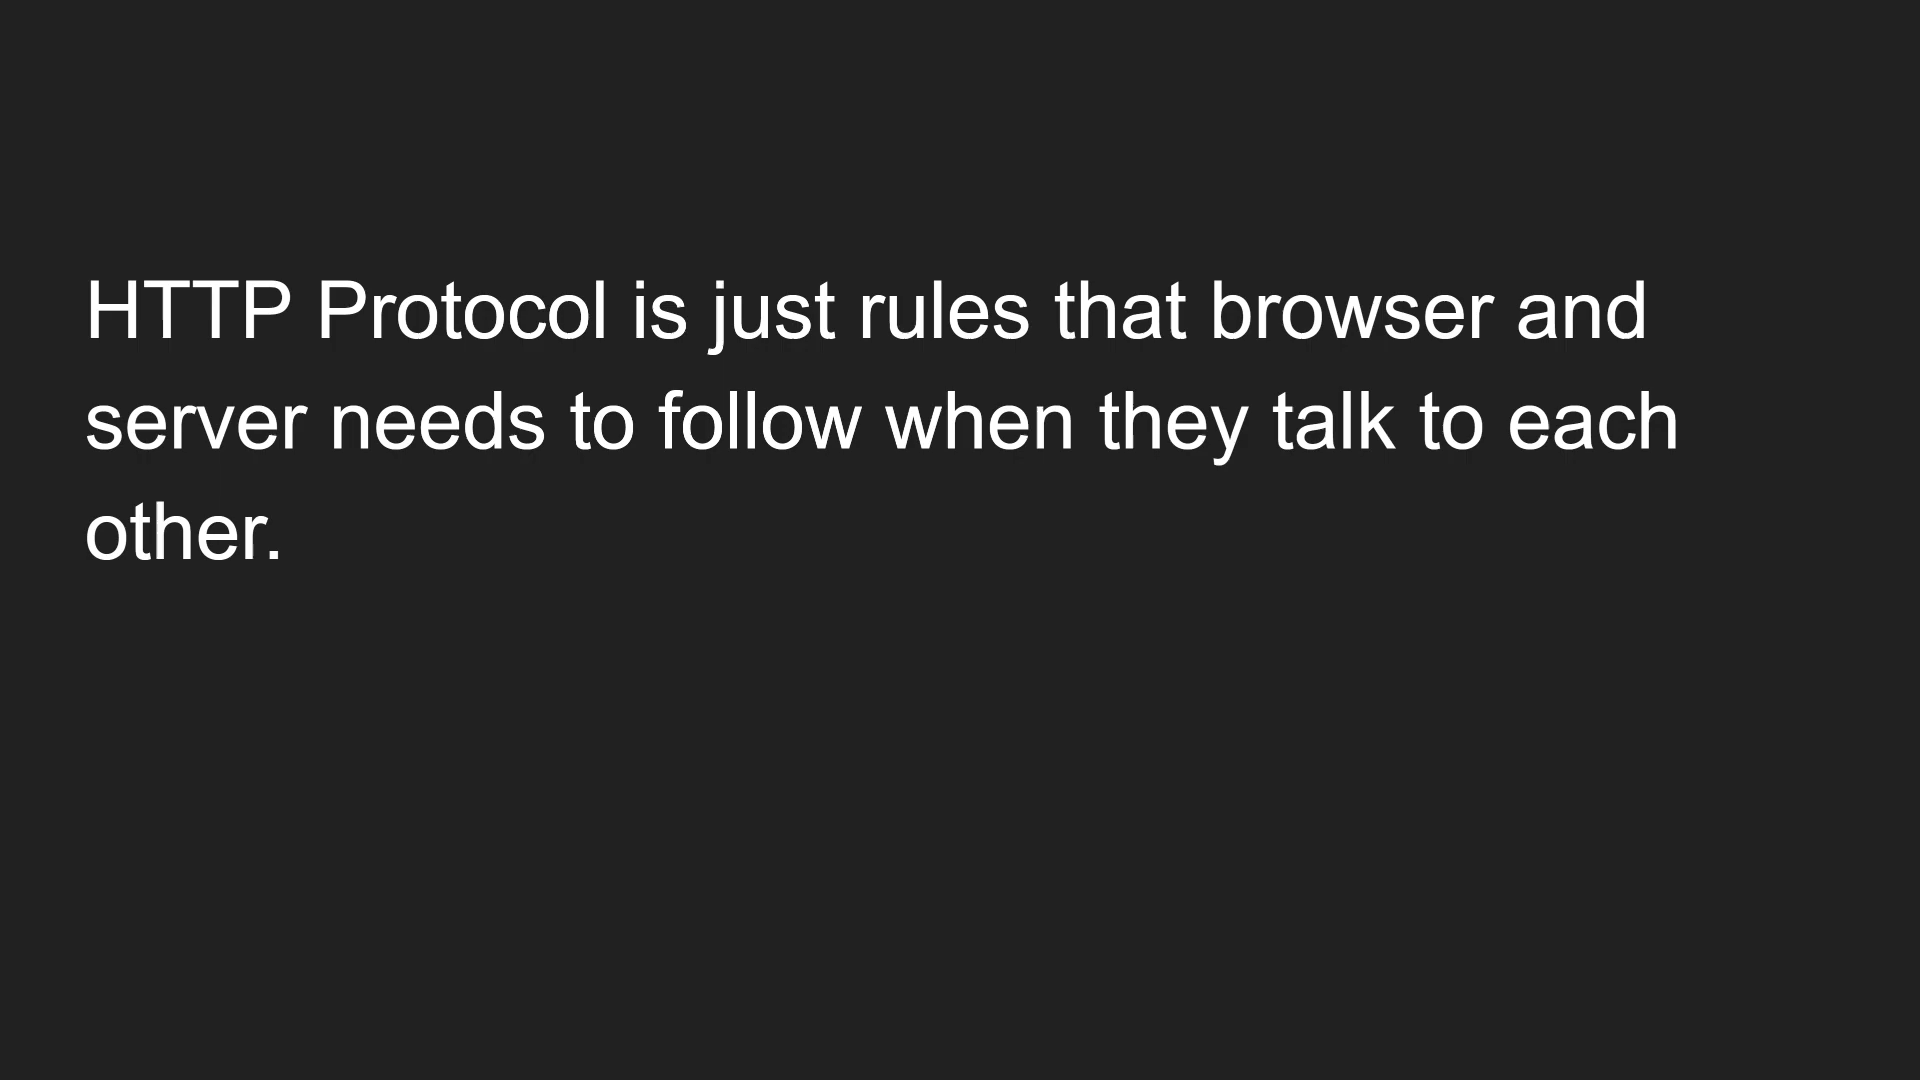 HTTP Protocol is just rules that browser and
server needs to follow when they talk to each
other.